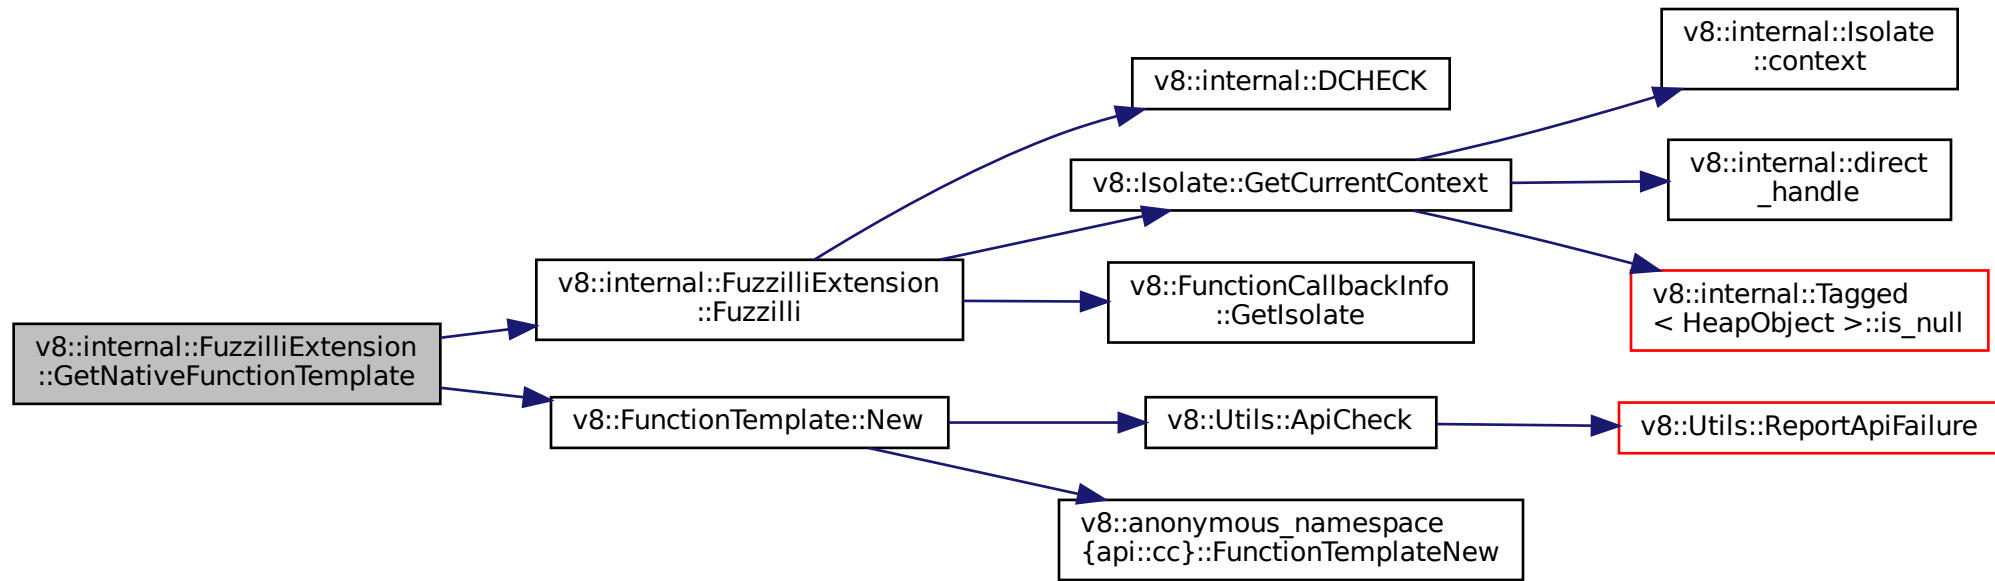 v8::internal::FuzzilliExtension
::GetNativeFunctionTemplate
v8::internal::FuzzilliExtension
::Fuzzilli
v8::FunctionTemplate::New
v8::internal::DCHECK
v8::Isolate::GetCurrentContext
v8::FunctionCallbackInfo
::GetIsolate
v8::Utils::ApiCheck
v8::anonymous_namespace
{api::cc}::FunctionTemplateNew
v8::internal::Isolate
::context
v8::internal::direct
_handle
v8::internal::Tagged
< HeapObject >::is_null
v8::Utils::ReportApiFailure